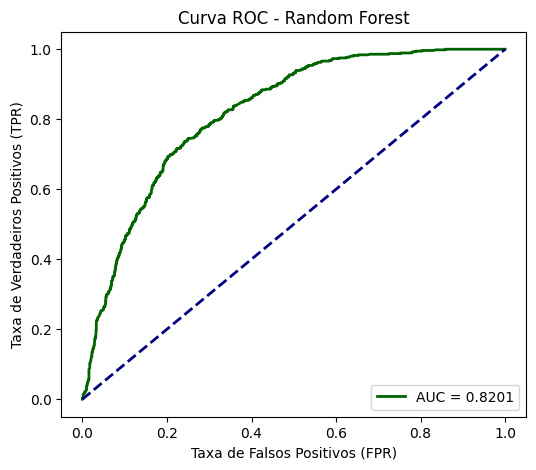 Curva ROC - Random Forest
Taxa de Verdadeiros Positivos (TPR)
1.0
0.8
0.6
0.4
0.2
0.0
AUC = 0.8201
0.0 0.2 0.4 0.6 0.8 1.0
Taxa de Falsos Positivos (FPR)